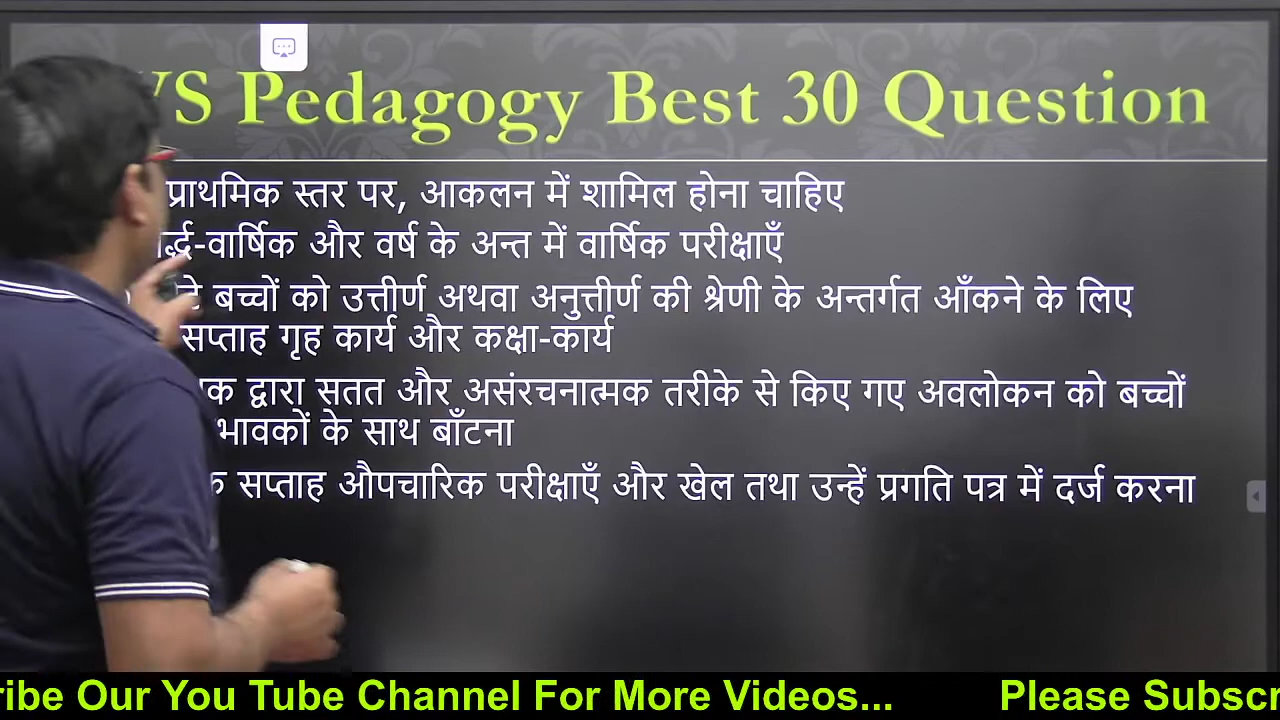 VS Pedagogy Best 30 Question
प्राथमिक स्तर पर, आकलन में शामिल होना चाहिए
र्द्ध-वार्षिक और वर्ष के अन्त में वार्षिक परीक्षाएँ
बच्चों को उत्तीर्ण अथवा अनुत्तीर्ण की श्रेणी के अन्तर्गत आँकने के लिए
सप्ताह गृह कार्य और कक्षा-कार्य
द्वारा सतत और असंरचनात्मक तरीके से किए गए अवलोकन को बच्चों
भावकों के साथ बाँटना
सप्ताह औपचारिक परीक्षाएँ और खेल तथा उन्हें प्रगति पत्र में दर्ज करना
ribe Our You Tube Channel For More Videos... Please Subscr